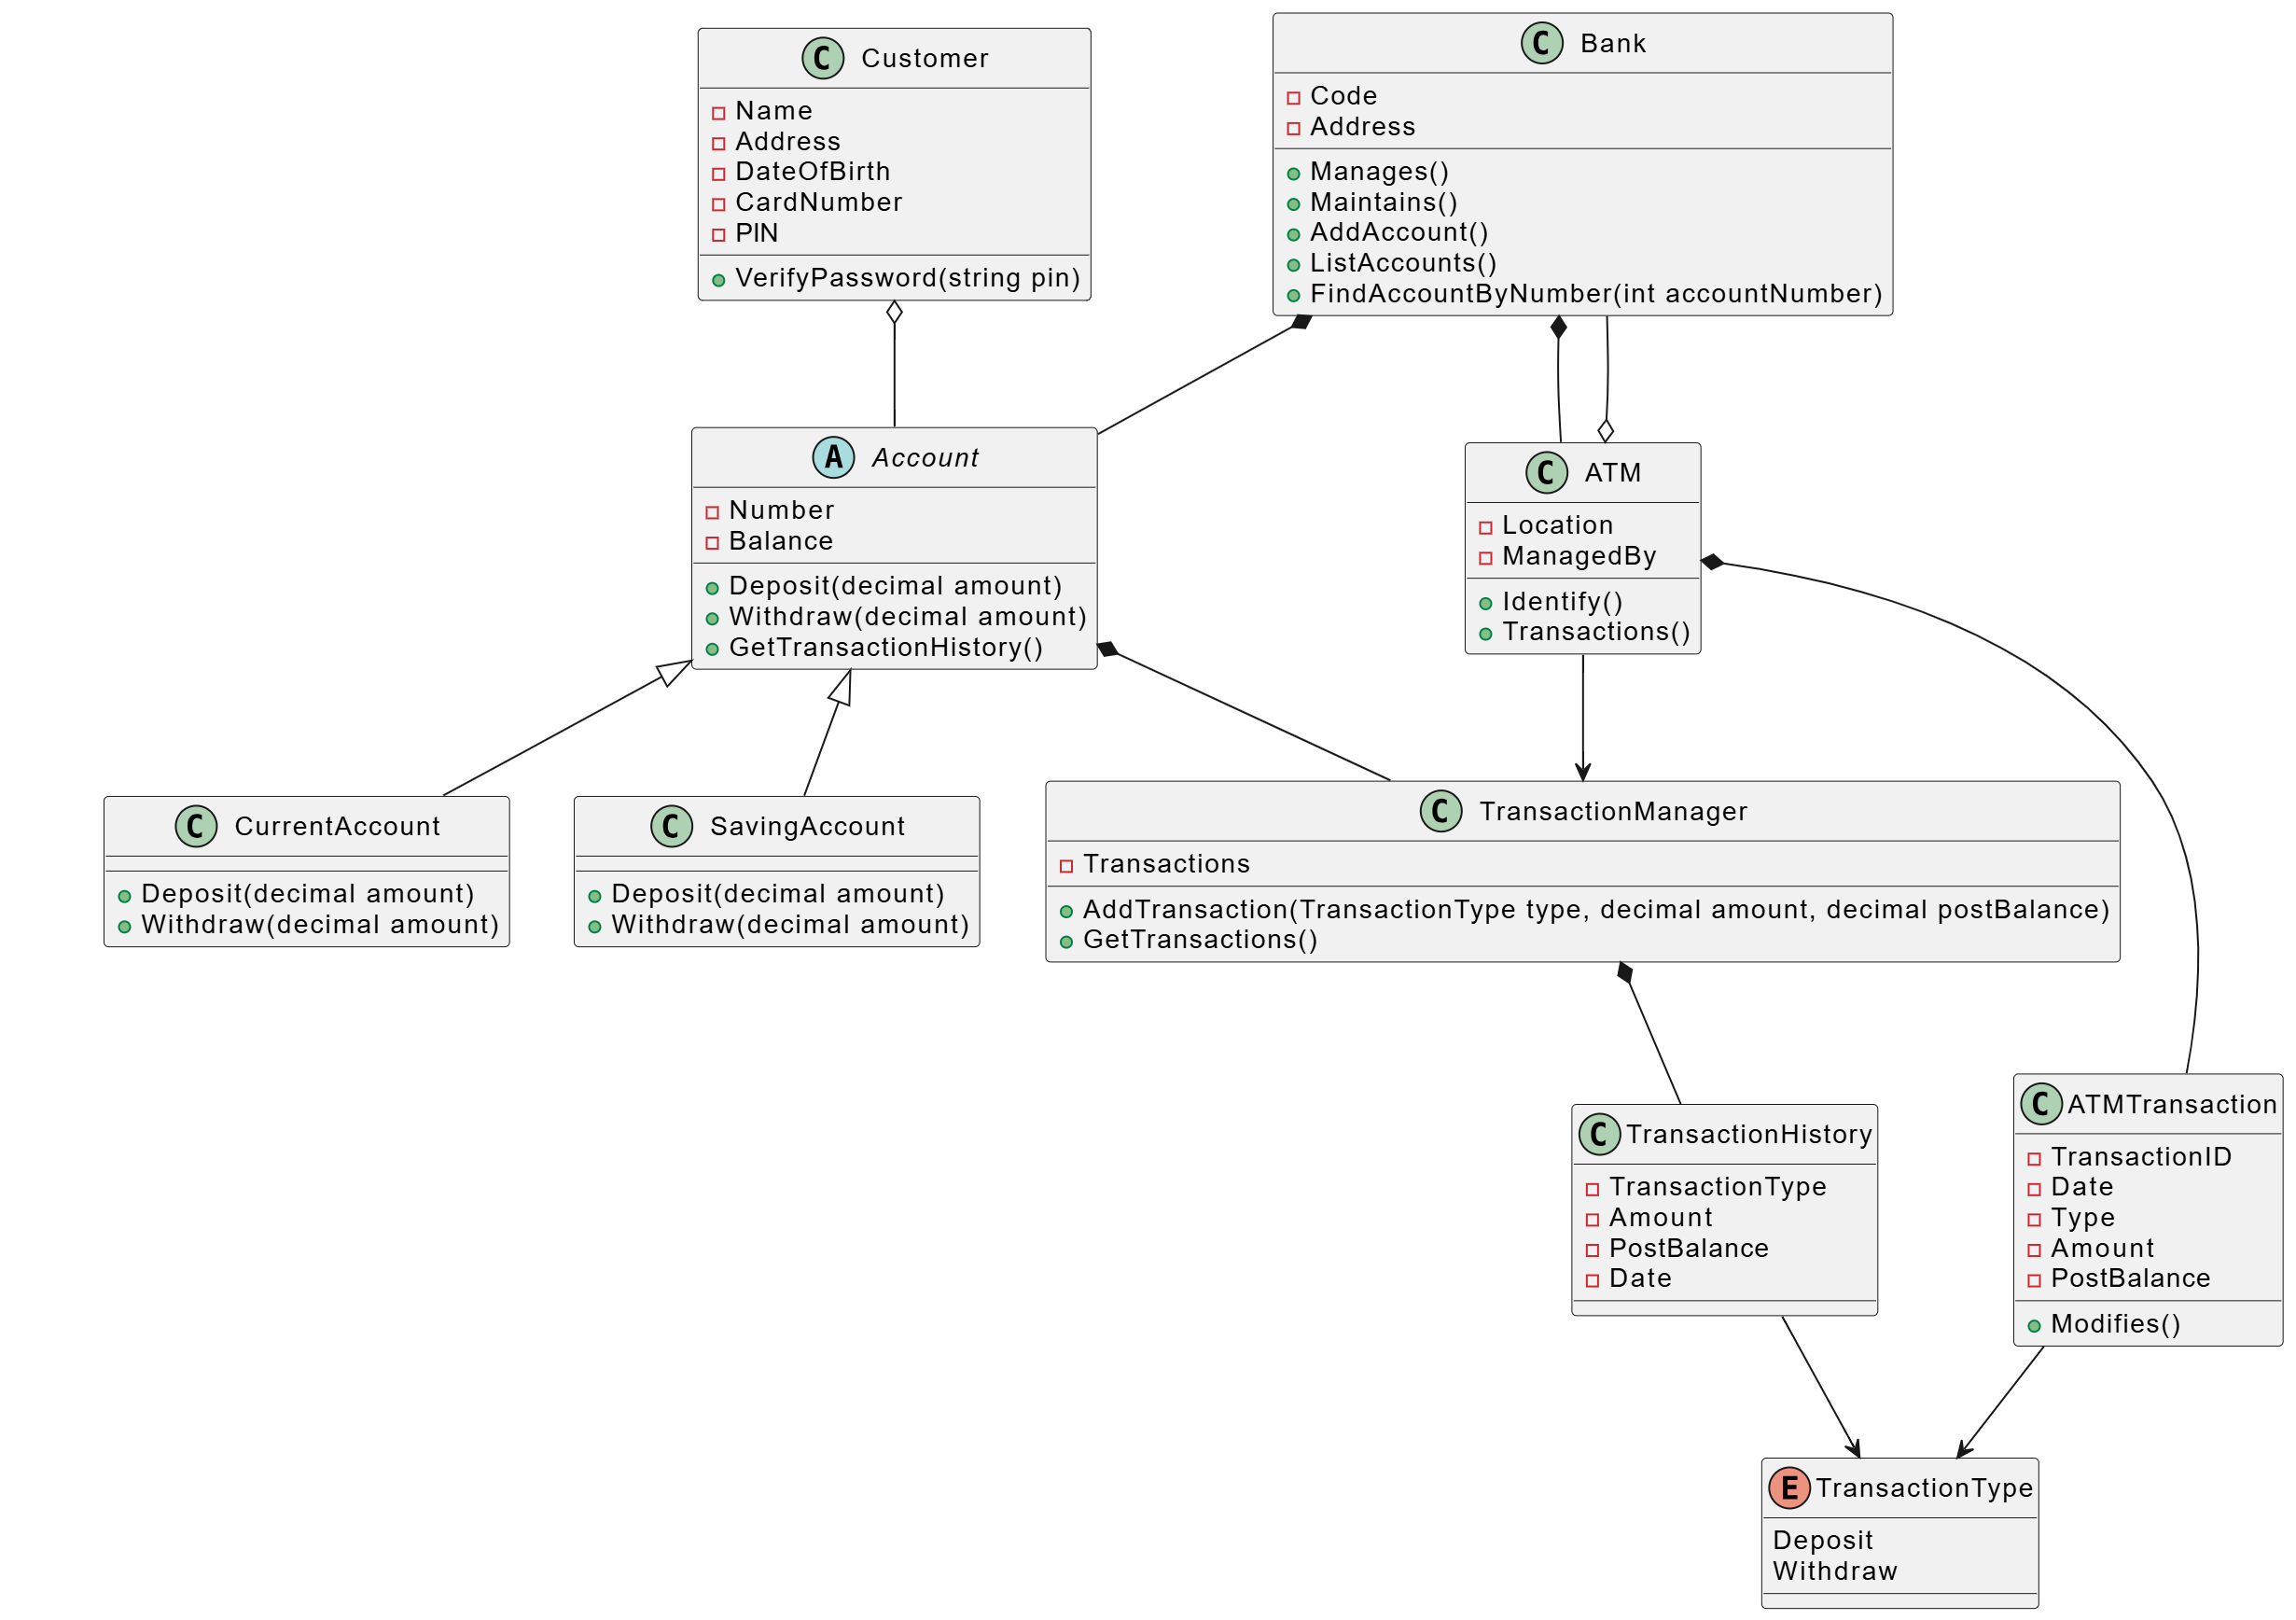 C Customer
Name
Address
DateOfBirth
CardNumber
PIN
VerifyPassword(string pin)
C Bank
Code
Address
Manages()
Maintains()
AddAccount()
ListAccounts()
FindAccountByNumber(int accountNumber)
A Account
Number
Balance
Deposit(decimal amount)
Withdraw(decimal amount)
GetTransactionHistory()
C ATM
Location
ManagedBy
Identify()
Transactions()
C CurrentAccount
Deposit(decimal amount)
Withdraw(decimal amount)
C SavingAccount
Deposit(decimal amount)
Withdraw(decimal amount)
C TransactionManager
Transactions
AddTransaction(TransactionType type, decimal amount, decimal postBalance)
GetTransactions()
C TransactionHistory
TransactionType
Amount
PostBalance
Date
C ATMTransaction
TransactionID
Date
Type
Amount
PostBalance
Modifies()
E TransactionType
Deposit
Withdraw